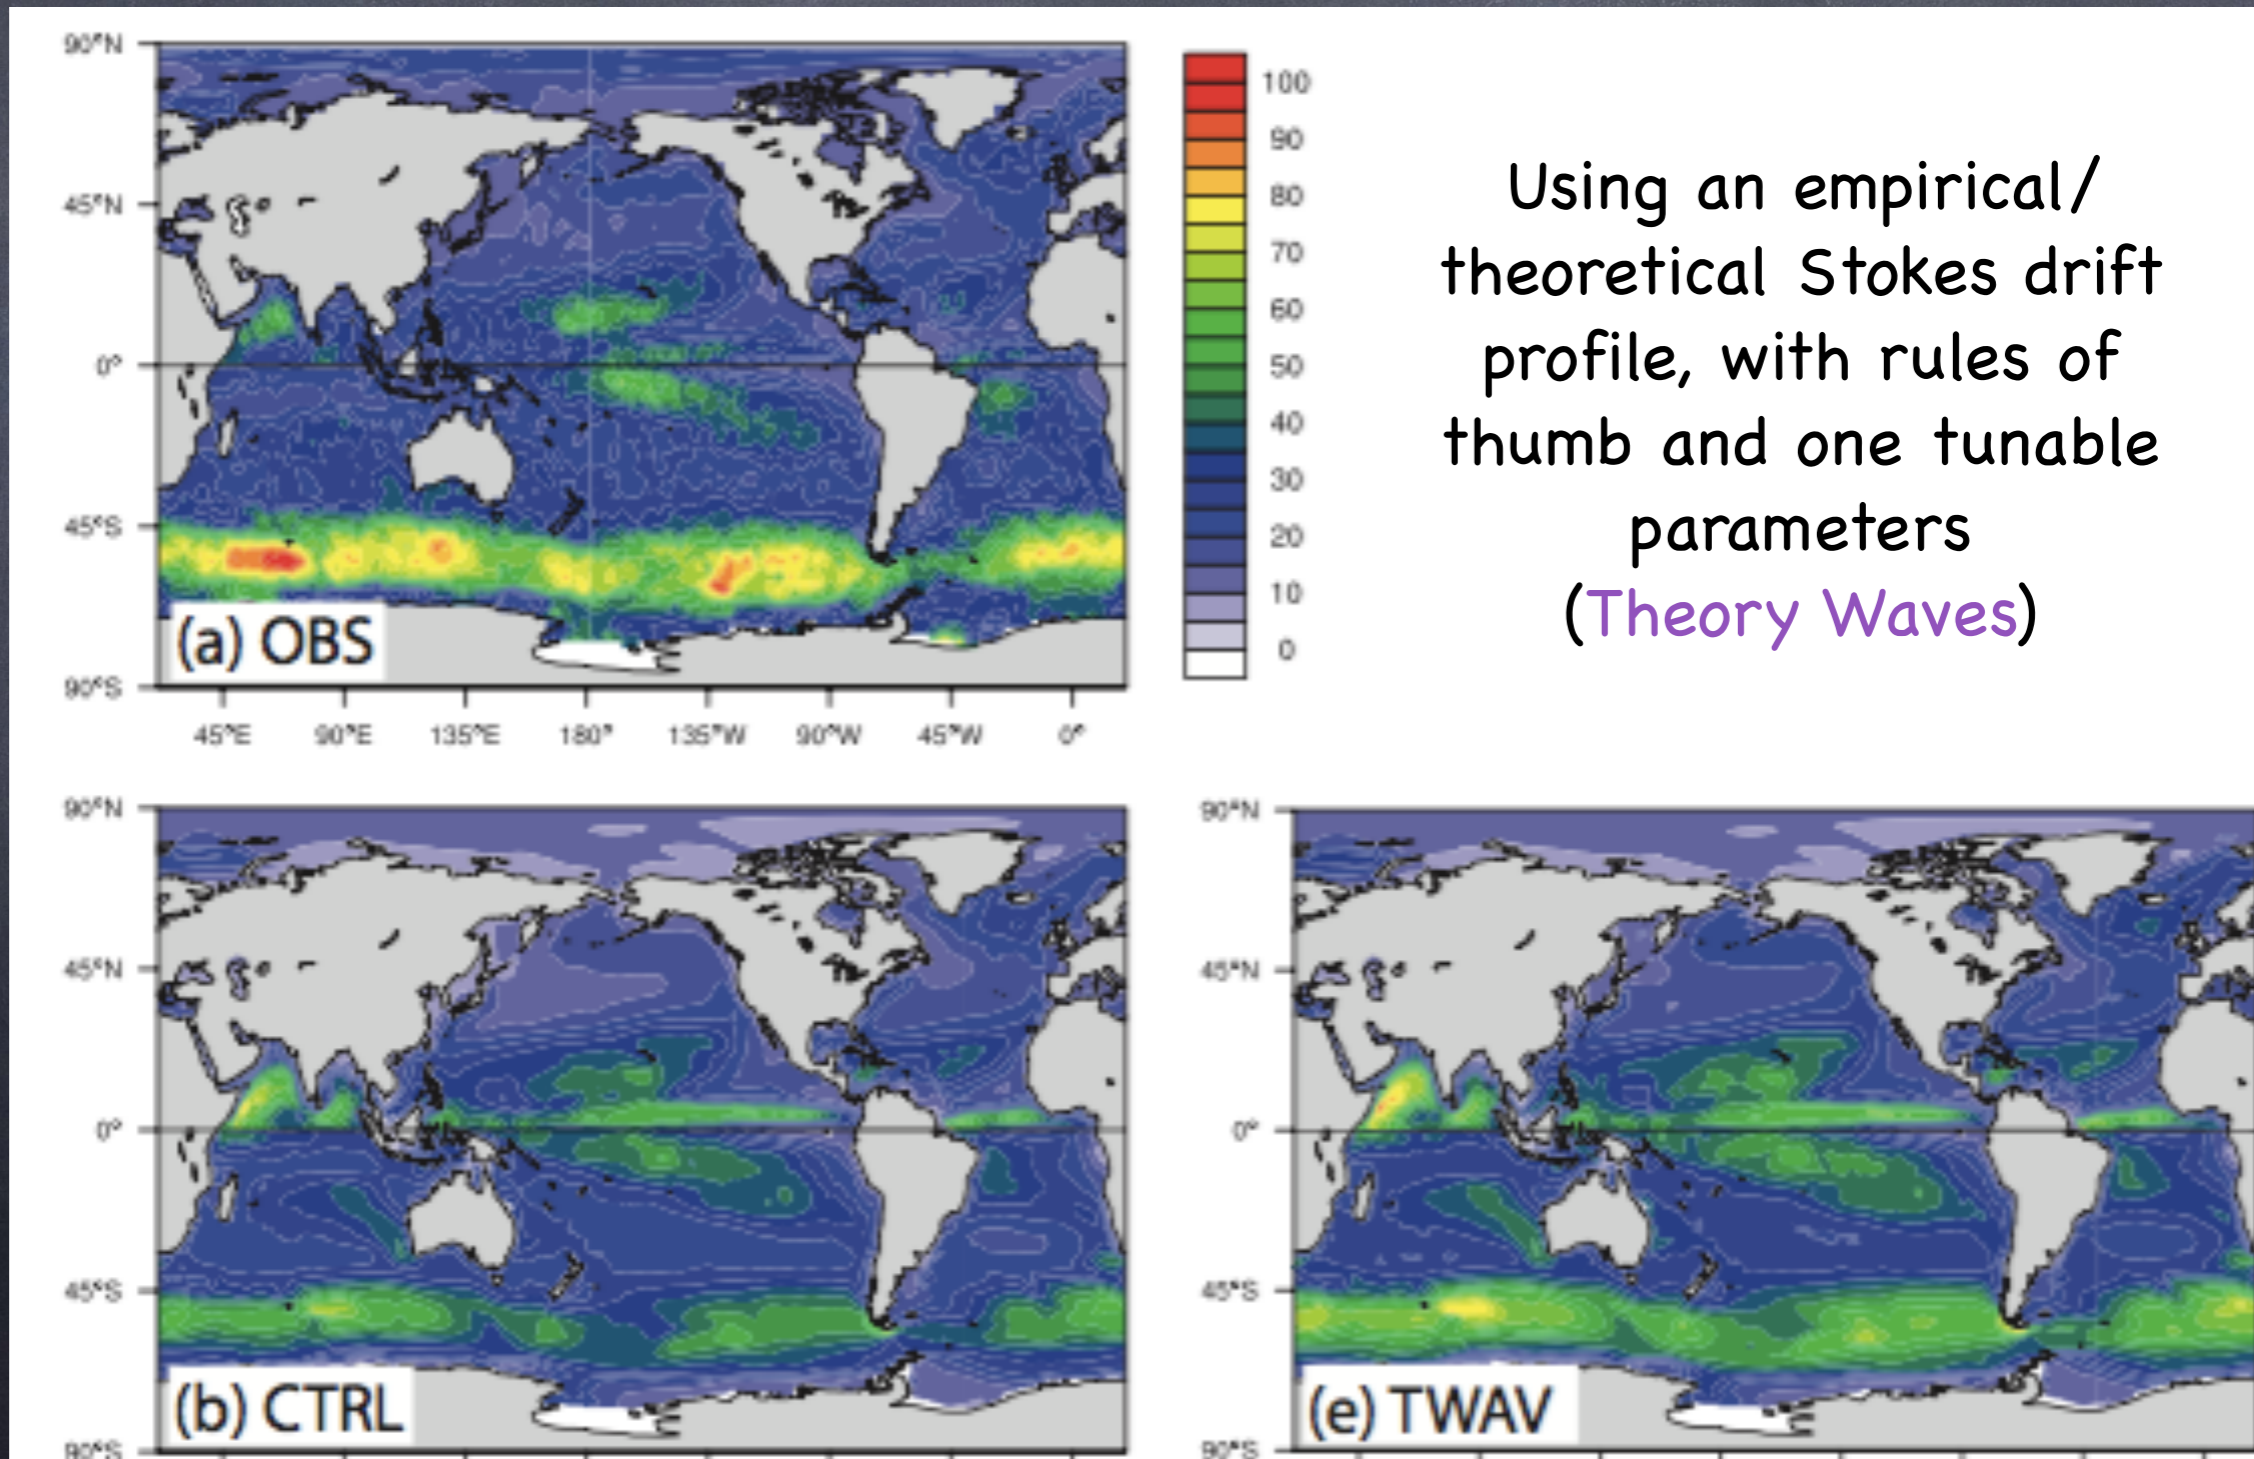 90°N
45°N
0°
45°S
90°S
(a) OBS
45°E 90°E 135°E 180° 135°W 90°W 45°W 0°
100
90
80
70
60
50
40
30
20
10
0
Using an empirical/
theoretical Stokes drift
profile, with rules of
thumb and one tunable
parameters
(Theory Waves)
90°N
45°N
0°
45°S
90°S
(b) CTRL
90°N
45°N
0°
45°S
90°S
(e) TWAV